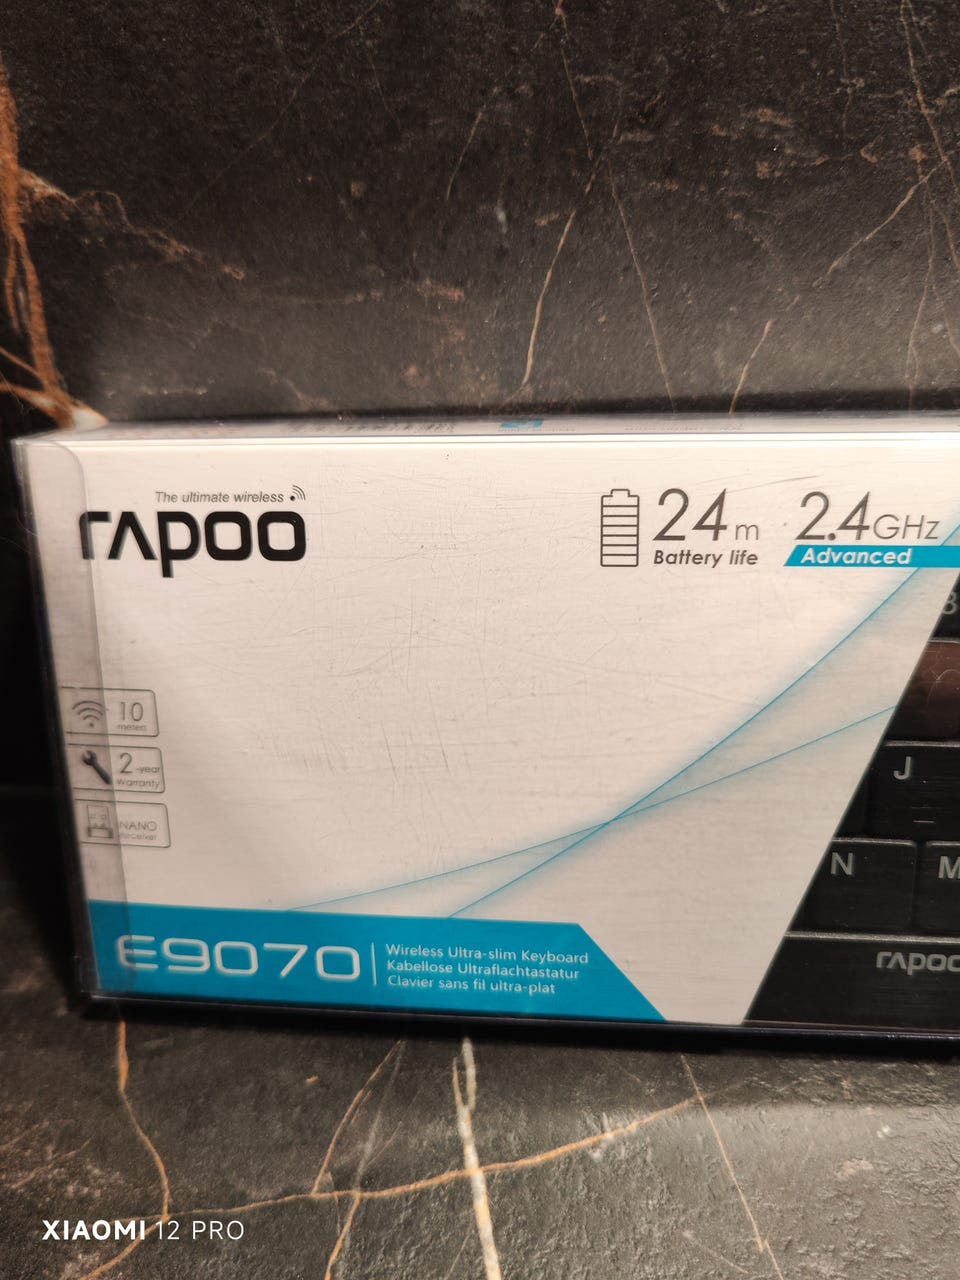 The ultimate wireless
rapoo
24m
Battery life
2.4GHz
Advanced
10
meters
2-year
warranty
NANO
receiver
J
N
M
rapoo
E9070
Wireless Ultra-slim Keyboard
Kabellose Ultraflachtastatur
Clavier sans fil ultra-plat
XIAOMI 12 PRO